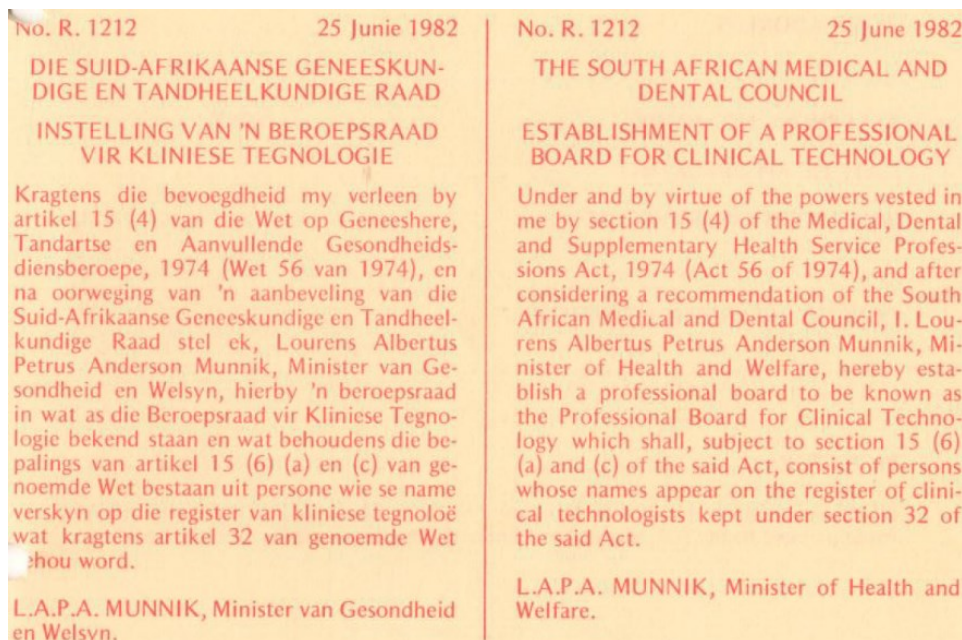 No. R. 1212 25 Junie 1982
DIE SUID-AFRIKAANSE GENEESKUN-
DIGE EN TANDHEELKUNDIGE RAAD
INSTELLING VAN 'N BEROEPSRAAD
VIR KLINIESE TEGNOLOGIE
Kragtens die bevoegdheid my verleen by
artikel 15 (4) van die Wet op Geneeshere,
Tandartse en Aanvullende Gesondheids-
diensberoepe, 1974 (Wet 56 van 1974), en
na oorweging van 'n aanbeveling van die
Suid-Afrikaanse Geneeskundige en Tandheel-
kundige Raad stel ek, Lourens Albertus
Petrus Anderson Munnik, Minister van Ge-
sondheid en Welsyn, hierby 'n beroepsraad
in wat as die Beroepsraad vir Kliniese Tegno-
logie bekend staan en wat behoudens die be-
palings van artikel 15 (6) (a) en (c) van ge-
noemde Wet bestaan uit persone wie se name
verskyn op die register van kliniese tegnoloë
wat kragtens artikel 32 van genoemde Wet
gehou word.
L.A.P.A. MUNNIK, Minister van Gesondheid
en Welsyn.
No. R. 1212 25 June 1982
THE SOUTH AFRICAN MEDICAL AND
DENTAL COUNCIL
ESTABLISHMENT OF A PROFESSIONAL
BOARD FOR CLINICAL TECHNOLOGY
Under and by virtue of the powers vested in
me by section 15 (4) of the Medical, Dental
and Supplementary Health Service Profes-
sions Act, 1974 (Act 56 of 1974), and after
considering a recommendation of the South
African Medical and Dental Council, I. Lou-
rens Albertus Petrus Anderson Munnik, Mi-
nister of Health and Welfare, hereby esta-
blish a professional board to be known as
the Professional Board for Clinical Techno-
logy which shall, subject to section 15 (6)
(a) and (c) of the said Act, consist of persons
whose names appear on the register of clini-
cal technologists kept under section 32 of
the said Act.
L.A.P.A. MUNNIK, Minister of Health and
Welfare.